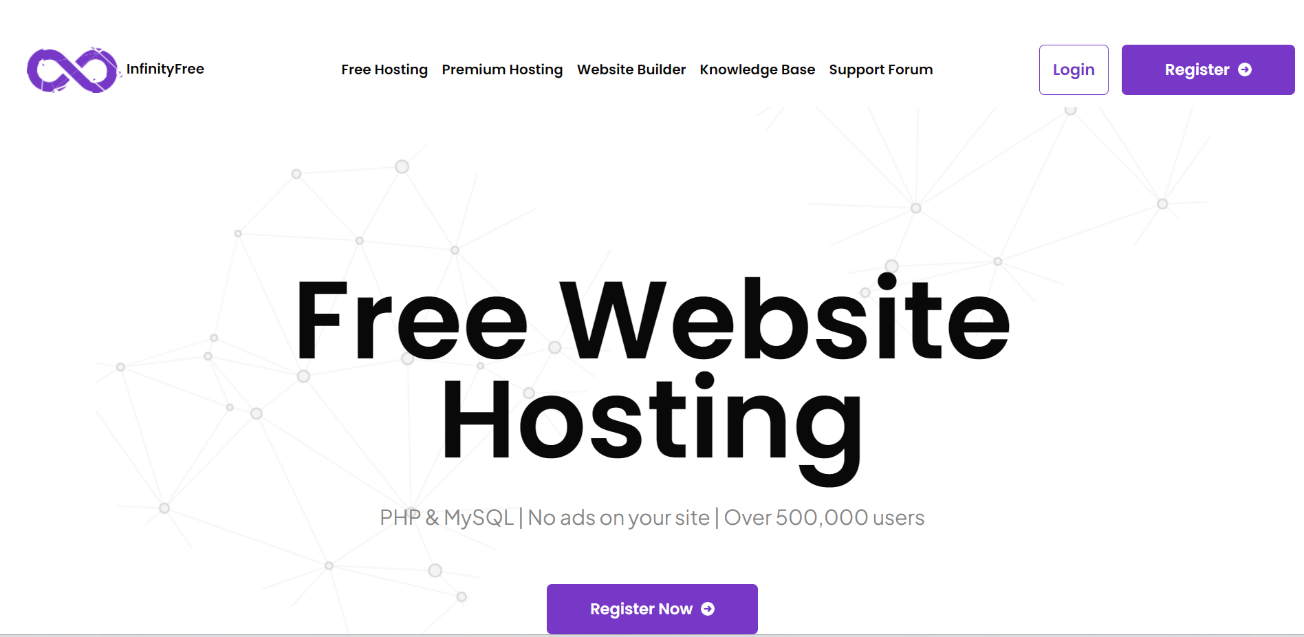 InfinityFree
Free Hosting Premium Hosting Website Builder Knowledge Base Support Forum
Login
Register
Free Website
Hosting
PHP & MySQL | No ads on your site | Over 500,000 users
Register Now